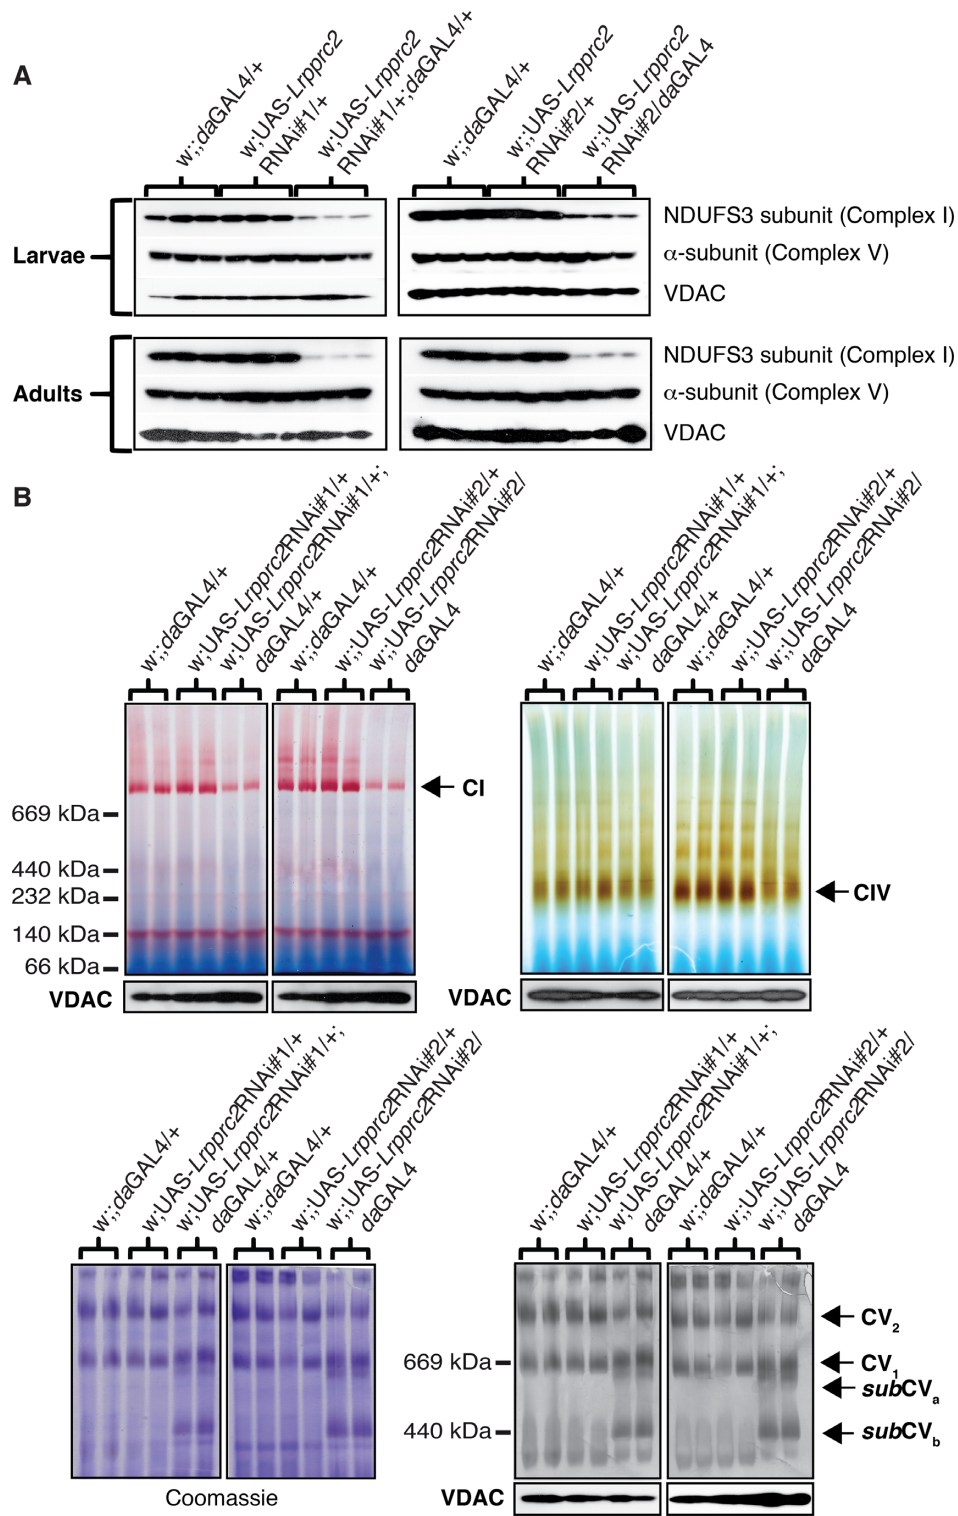 A
w;;daGAL4/+
w;UAS-Lrpprc2
RNAi#1/+
w;UAS-Lrpprc2
RNAi#1/+;daGAL4/+
w;;daGAL4/+
w;;UAS-Lrpprc2
RNAi#2/+
w;;UAS-Lrpprc2
RNAi#2/daGAL4
Larvae
NDUFS3 subunit (Complex I)
α-subunit (Complex V)
VDAC
Adults
NDUFS3 subunit (Complex I)
α-subunit (Complex V)
VDAC
B
w;;daGAL4/+
w;UAS-Lrpprc2RNAi#1/+
w;UAS-Lrpprc2RNAi#1/+;
daGAL4/+
w;;daGAL4/+
w;;UAS-Lrpprc2RNAi#2/+
w;;UAS-Lrpprc2RNAi#2/
daGAL4
w;;daGAL4/+
w;UAS-Lrpprc2RNAi#1/+
w;UAS-Lrpprc2RNAi#1/+;
daGAL4/+
w;;daGAL4/+
w;;UAS-Lrpprc2RNAi#2/+
w;;UAS-Lrpprc2RNAi#2/
daGAL4
CI
669 kDa
440 kDa
232 kDa
140 kDa
66 kDa
VDAC
CIV
VDAC
w;;daGAL4/+
w;UAS-Lrpprc2RNAi#1/+
w;UAS-Lrpprc2RNAi#1/+;
daGAL4/+
w;;daGAL4/+
w;;UAS-Lrpprc2RNAi#2/+
w;;UAS-Lrpprc2RNAi#2/
daGAL4
w;;daGAL4/+
w;UAS-Lrpprc2RNAi#1/+
w;UAS-Lrpprc2RNAi#1/+;
daGAL4/+
w;;daGAL4/+
w;;UAS-Lrpprc2RNAi#2/+
w;;UAS-Lrpprc2RNAi#2/
daGAL4
Coomassie
669 kDa
440 kDa
CV2
CV1
subCVa
subCVb
VDAC